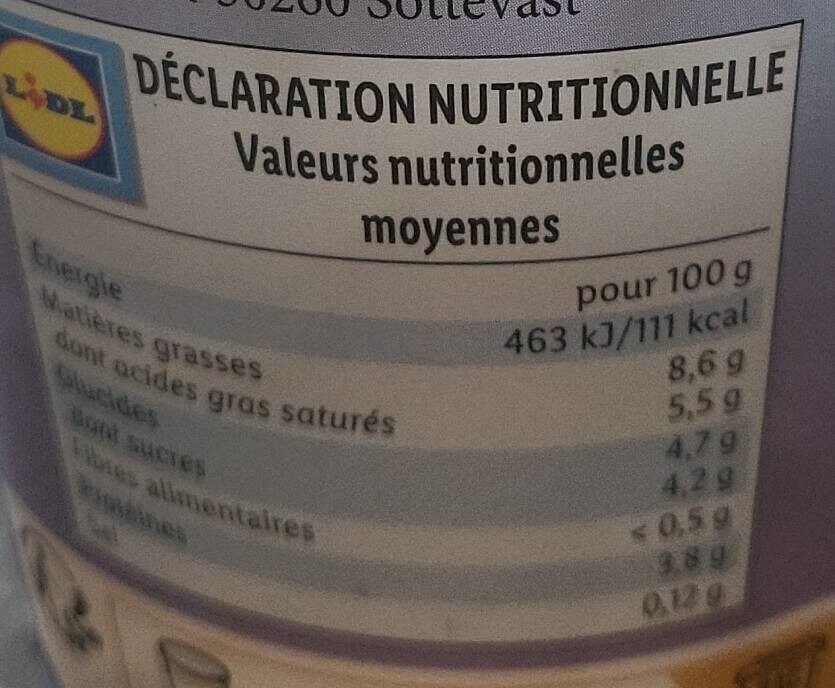 50260 Sottevast
LIDL
DÉCLARATION NUTRITIONNELLE
Valeurs nutritionnelles
moyennes
pour 100 g
Énergie 463 kJ/111 kcal
Matières grasses 8,6 g
dont acides gras saturés 5,5 g
Glucides 4,7 g
dont sucres 4,2 g
Fibres alimentaires < 0,5 g
Protéines 3,8 g
Sel 0,12 g